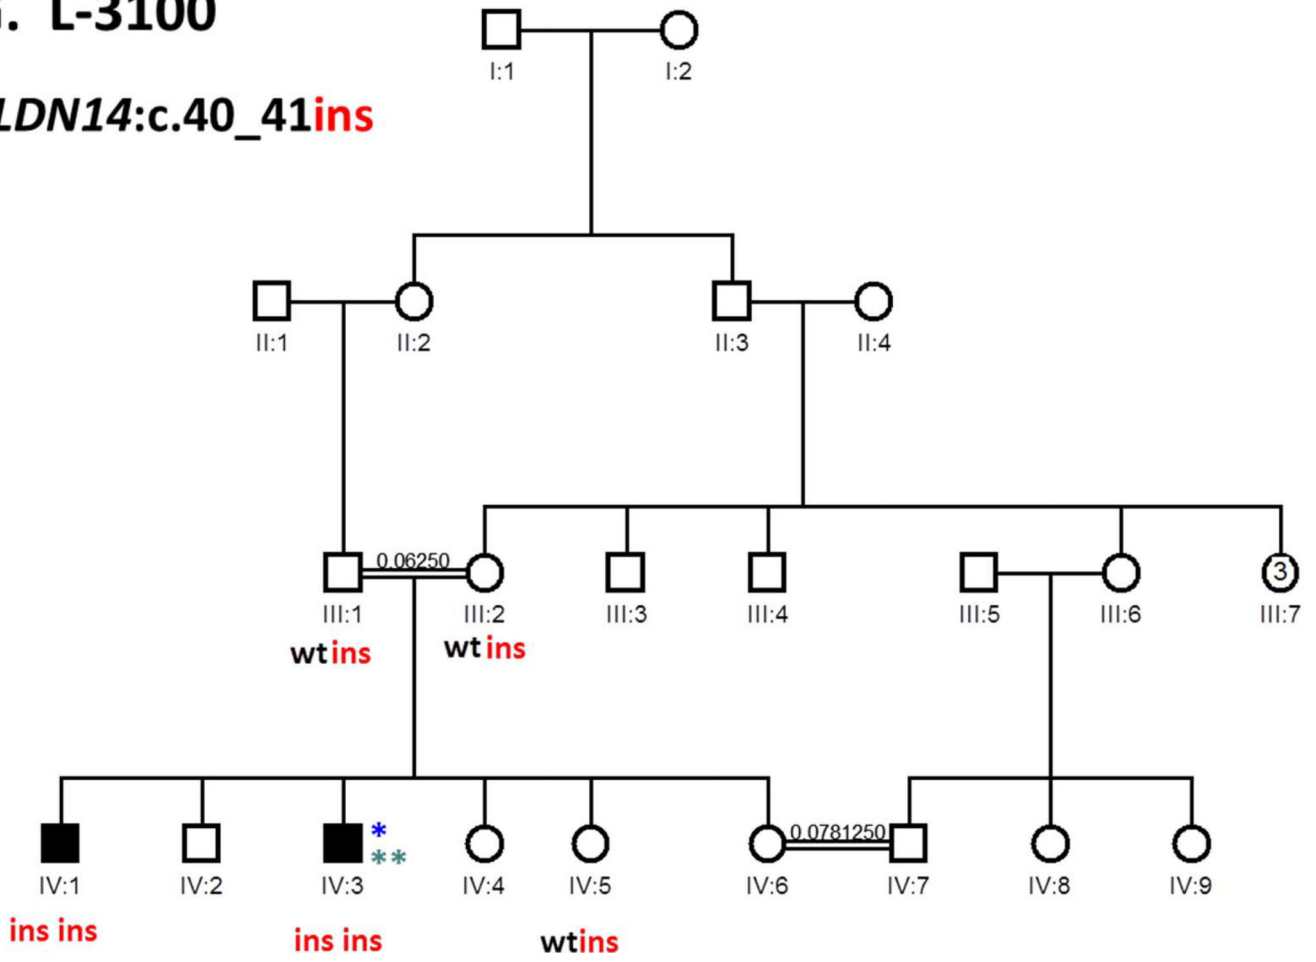 L-3100
LDN14:c.40_41ins
I:1 I:2
II:1 II:2 II:3 II:4
0.06250
3
III:1 III:2 III:3 III:4 III:5 III:6 III:7
wt ins wt ins
* 
**
0.0781250
IV:1 IV:2 IV:3 IV:4 IV:5 IV:6 IV:7 IV:8 IV:9
ins ins ins ins wtins